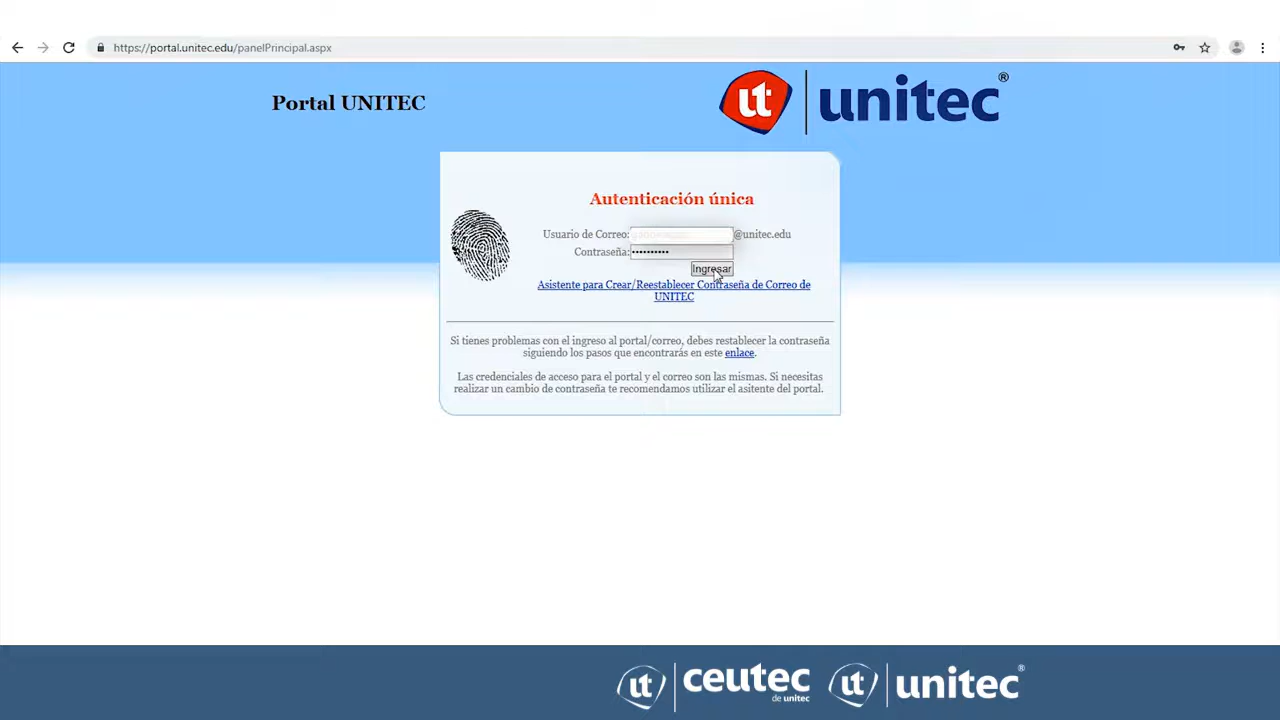 https://portal.unitec.edu/panelPrincipal.aspx
Portal UNITEC
ut unitec®
Autenticación única
Usuario de Correo: @unitec.edu
Contraseña: ••••••••••
Ingresar
Asistente para Crear/Reestablecer Contraseña de Correo de
UNITEC
Si tienes problemas con el ingreso al portal/correo, debes restablecer la contraseña
siguiendo los pasos que encontrarás en este enlace.
Las credenciales de acceso para el portal y el correo son las mismas. Si necesitas
realizar un cambio de contraseña te recomendamos utilizar el asitente del portal.
ut ceutec ut unitec®
de unitec